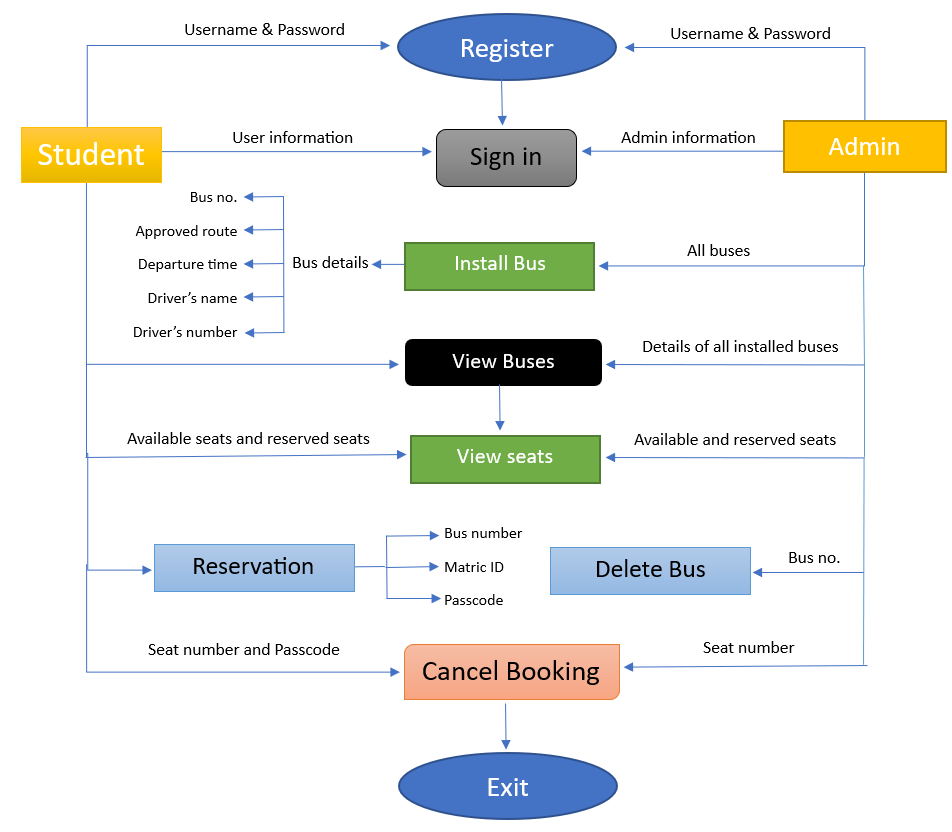 Username & Password
Register
Username & Password
Student
User information
Sign in
Admin information
Admin
Bus no.
Approved route
Departure time
Driver’s name
Driver’s number
Bus details
Install Bus
All buses
View Buses
Details of all installed buses
Available seats and reserved seats
View seats
Available and reserved seats
Reservation
Bus number
Matric ID
Passcode
Delete Bus
Bus no.
Seat number and Passcode
Cancel Booking
Seat number
Exit